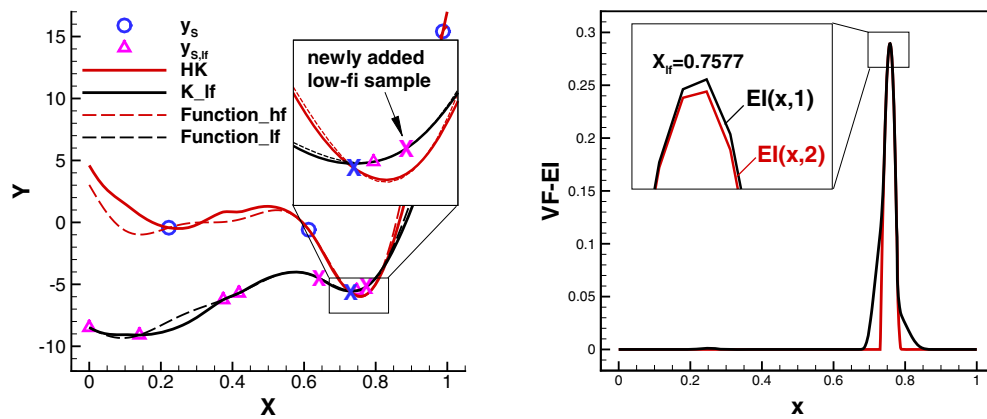 15
10
5
0
-5
-10
Y
0
0.2
0.4
0.6
0.8
1
X
y_S
y_S,lf
HK
K_lf
Function_hf
Function_lf
newly added
low-fi sample
X
X
X
X
X
0.3
0.25
0.2
0.15
0.1
0.05
0
VF-EI
0
0.2
0.4
0.6
0.8
1
x
X_lf=0.7577
EI(x,1)
EI(x,2)